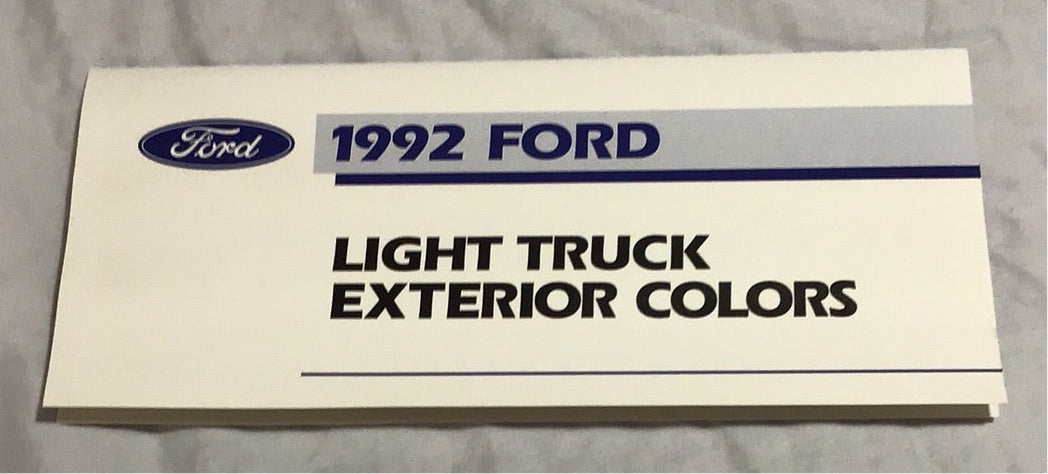 Ford
1992 FORD
LIGHT TRUCK
EXTERIOR COLORS